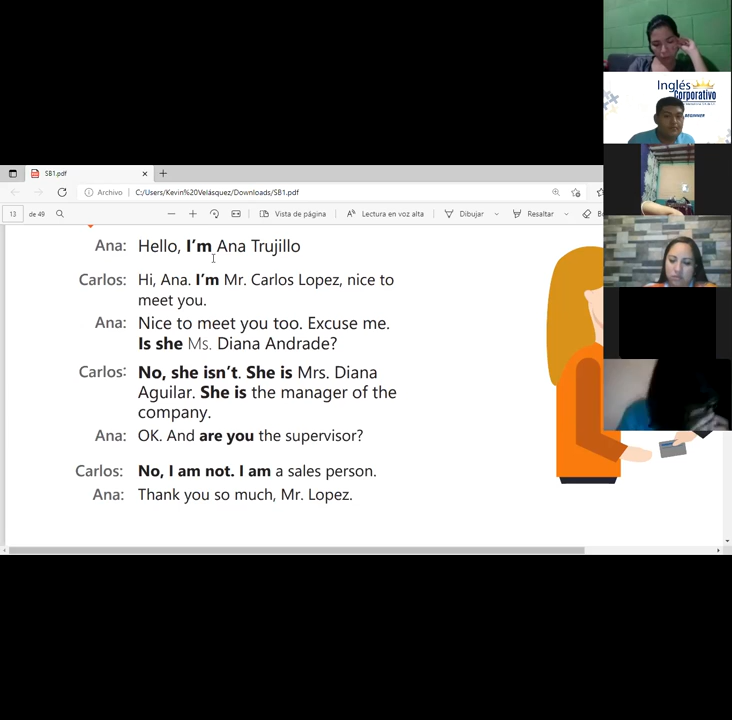 Inglés
Corporativo
BEGINNER
SB1.pdf
Archivo
C:/Users/Kevin%20Velásquez/Downloads/SB1.pdf
13 de 49
Vista de página
Lectura en voz alta
Dibujar
Resaltar
Ana: Hello, I'm Ana Trujillo
Carlos: Hi, Ana. I'm Mr. Carlos Lopez, nice to
meet you.
Ana: Nice to meet you too. Excuse me.
Is she Ms. Diana Andrade?
Carlos: No, she isn't. She is Mrs. Diana
Aguilar. She is the manager of the
company.
Ana: OK. And are you the supervisor?
Carlos: No, I am not. I am a sales person.
Ana: Thank you so much, Mr. Lopez.